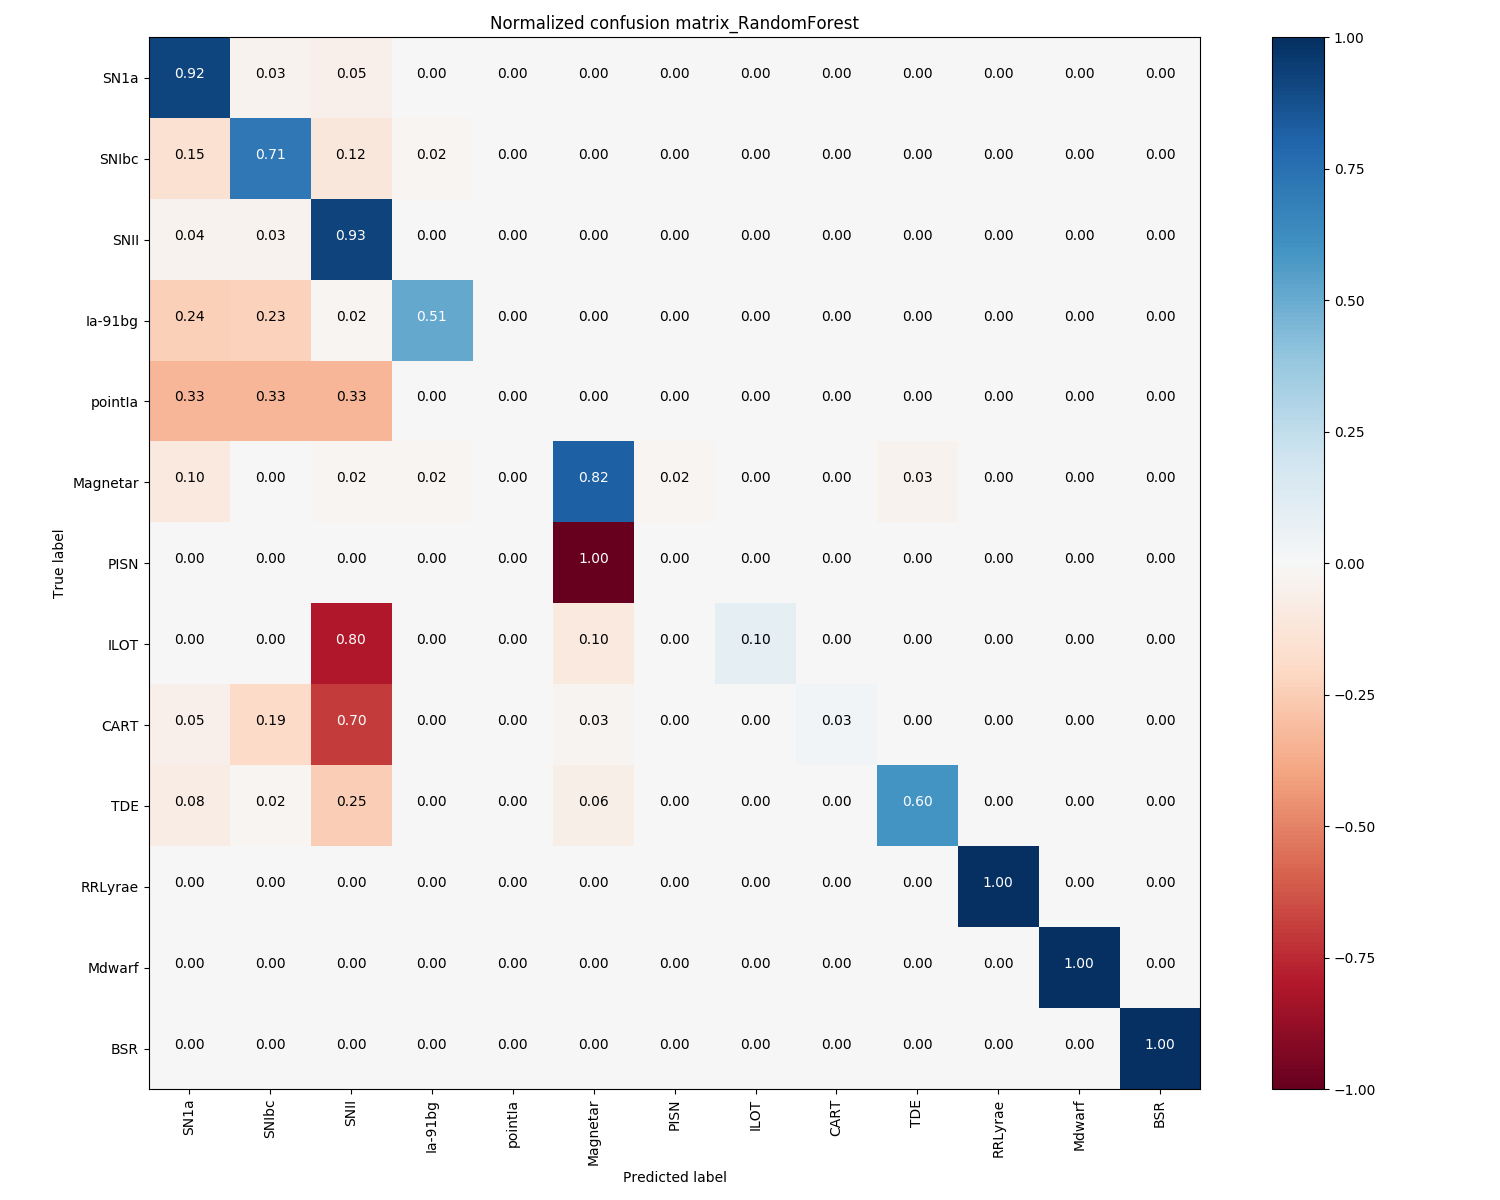 Normalized confusion matrix_RandomForest
SN1a 0.92 0.03 0.05 0.00 0.00 0.00 0.00 0.00 0.00 0.00 0.00 0.00 0.00
SNIbc 0.15 0.71 0.12 0.02 0.00 0.00 0.00 0.00 0.00 0.00 0.00 0.00 0.00
SNII 0.04 0.03 0.93 0.00 0.00 0.00 0.00 0.00 0.00 0.00 0.00 0.00 0.00
Ia-91bg 0.24 0.23 0.02 0.51 0.00 0.00 0.00 0.00 0.00 0.00 0.00 0.00 0.00
pointIa 0.33 0.33 0.33 0.00 0.00 0.00 0.00 0.00 0.00 0.00 0.00 0.00 0.00
Magnetar 0.10 0.00 0.02 0.02 0.00 0.82 0.02 0.00 0.00 0.03 0.00 0.00 0.00
PISN 0.00 0.00 0.00 0.00 0.00 1.00 0.00 0.00 0.00 0.00 0.00 0.00 0.00
ILOT 0.00 0.00 0.80 0.00 0.00 0.10 0.00 0.10 0.00 0.00 0.00 0.00 0.00
CART 0.05 0.19 0.70 0.00 0.00 0.03 0.00 0.00 0.03 0.00 0.00 0.00 0.00
TDE 0.08 0.02 0.25 0.00 0.00 0.06 0.00 0.00 0.00 0.60 0.00 0.00 0.00
RRLyrae 0.00 0.00 0.00 0.00 0.00 0.00 0.00 0.00 0.00 0.00 1.00 0.00 0.00
Mdwarf 0.00 0.00 0.00 0.00 0.00 0.00 0.00 0.00 0.00 0.00 0.00 1.00 0.00
BSR 0.00 0.00 0.00 0.00 0.00 0.00 0.00 0.00 0.00 0.00 0.00 0.00 1.00
SN1a SNIbc SNII Ia-91bg pointIa Magnetar PISN ILOT CART TDE RRLyrae Mdwarf BSR
True label
Predicted label
1.00
0.75
0.50
0.25
0.00
−0.25
−0.50
−0.75
−1.00